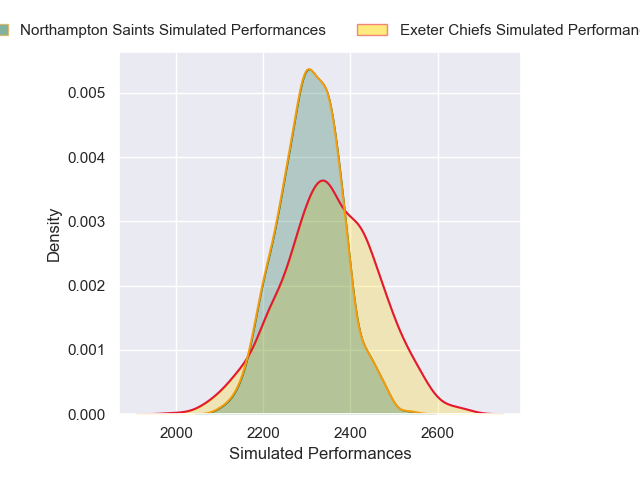 Northampton Saints Simulated Performances
Exeter Chiefs Simulated
0.005
0.004
0.003
0.002
0.001
0.000
Density
2000 2200 2400 2600
Simulated Performances